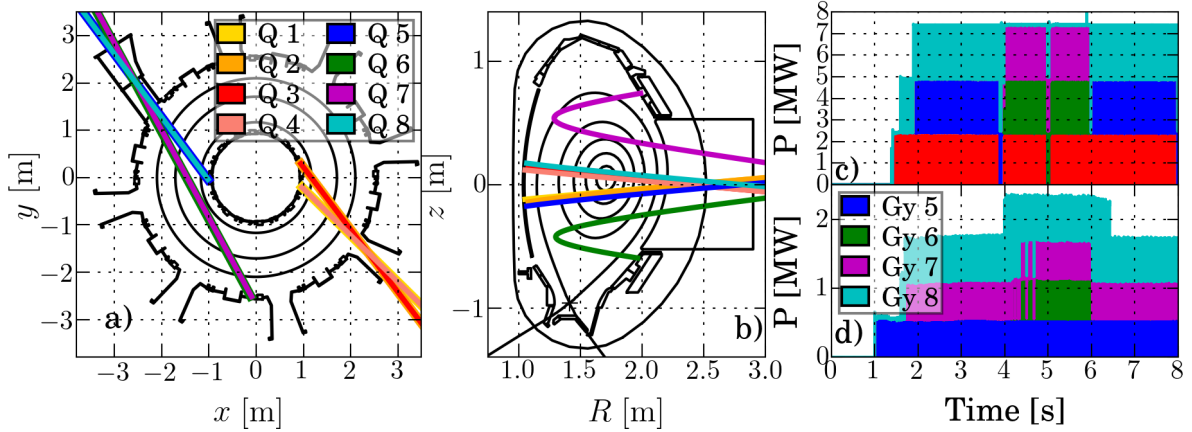 Q 1 Q 5
Q 2 Q 6
Q 3 Q 7
Q 4 Q 8
3
2
1
0
−1
−2
−3
y [m]
a)
−3 −2 −1 0 1 2 3
x [m]
z [m]
1
0
−1
b)
1.0 1.5 2.0 2.5 3.0
R [m]
P [MW]
8
7
6
5
4
3
2
1
0
c)
P [MW]
2
1
0
Gy 5
Gy 6
Gy 7
Gy 8
d)
0 1 2 3 4 5 6 7 8
Time [s]